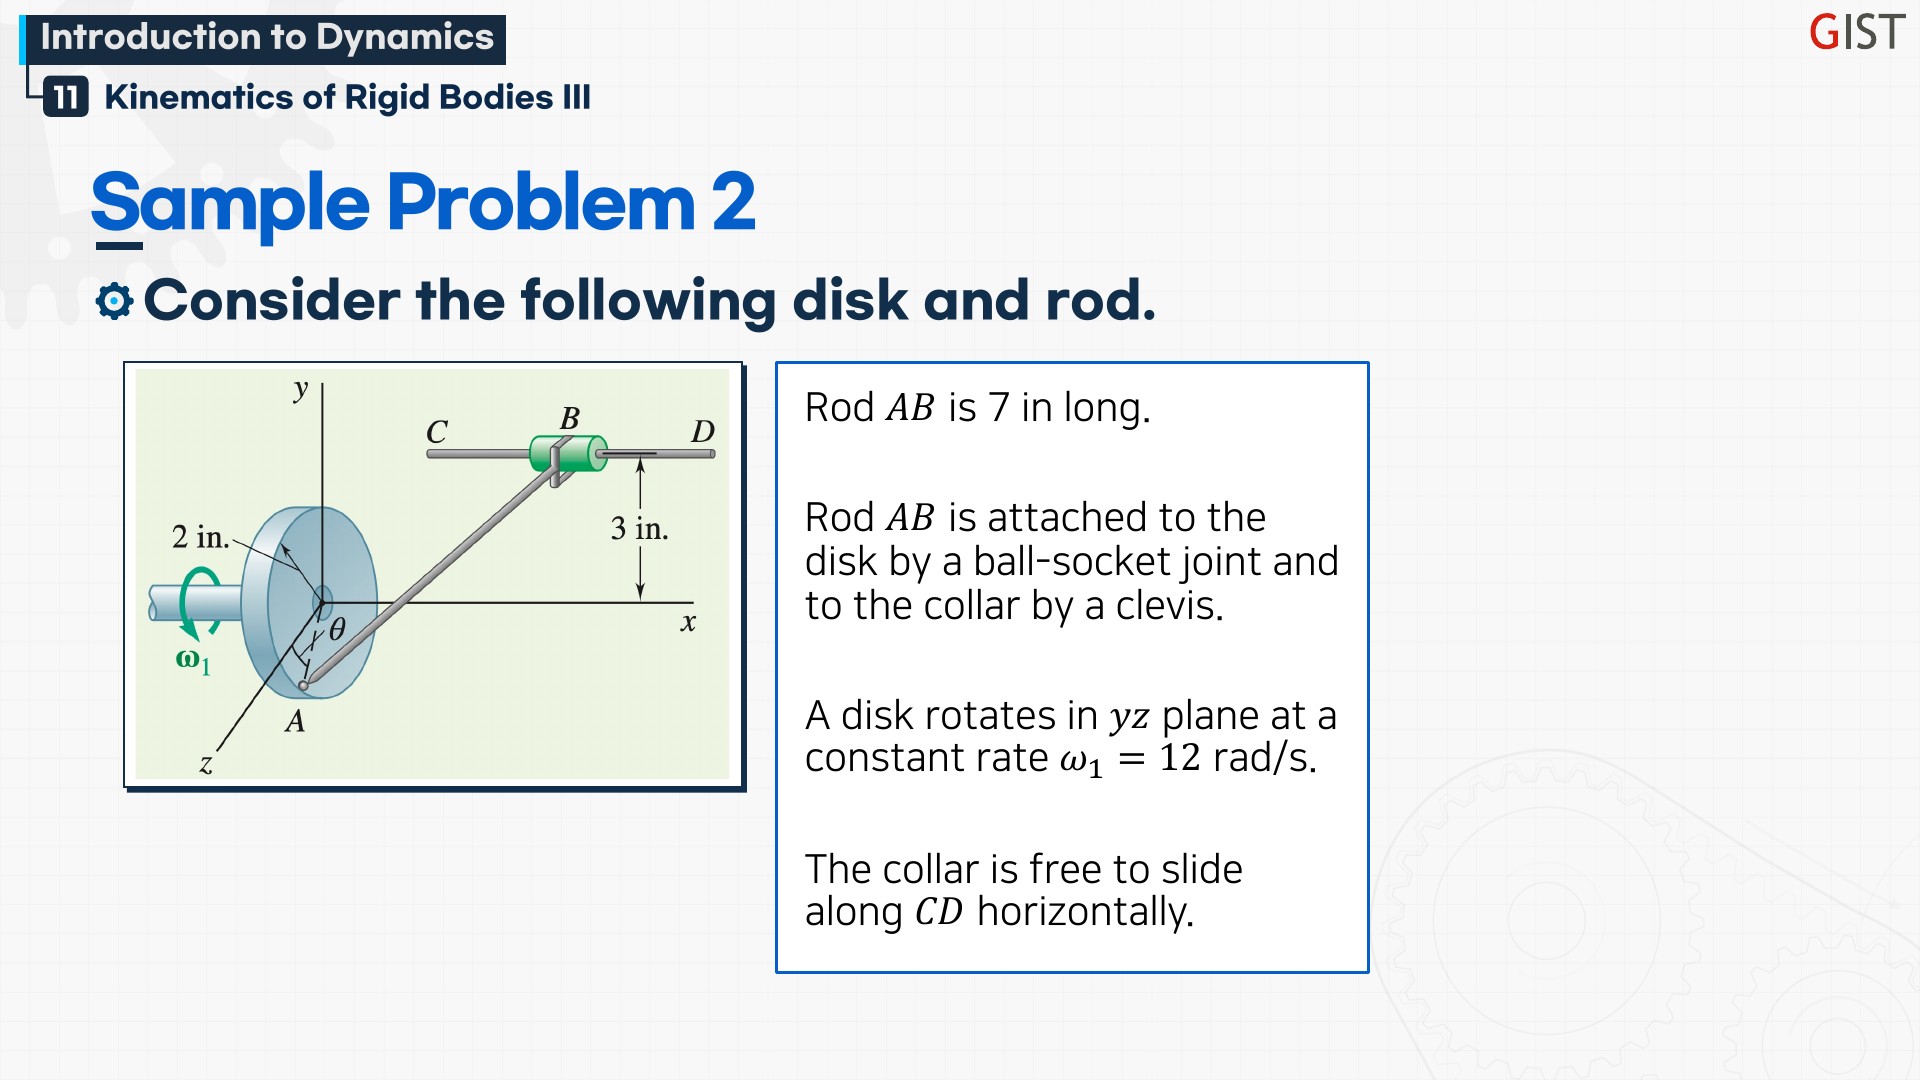 Introduction to Dynamics
GIST
11 Kinematics of Rigid Bodies III
Sample Problem 2
Consider the following disk and rod.
y
C
B
D
2 in.
3 in.
θ
x
ω₁
A
z
Rod AB is 7 in long.
Rod AB is attached to the
disk by a ball-socket joint and
to the collar by a clevis.
A disk rotates in yz plane at a
constant rate ω₁ = 12 rad/s.
The collar is free to slide
along CD horizontally.